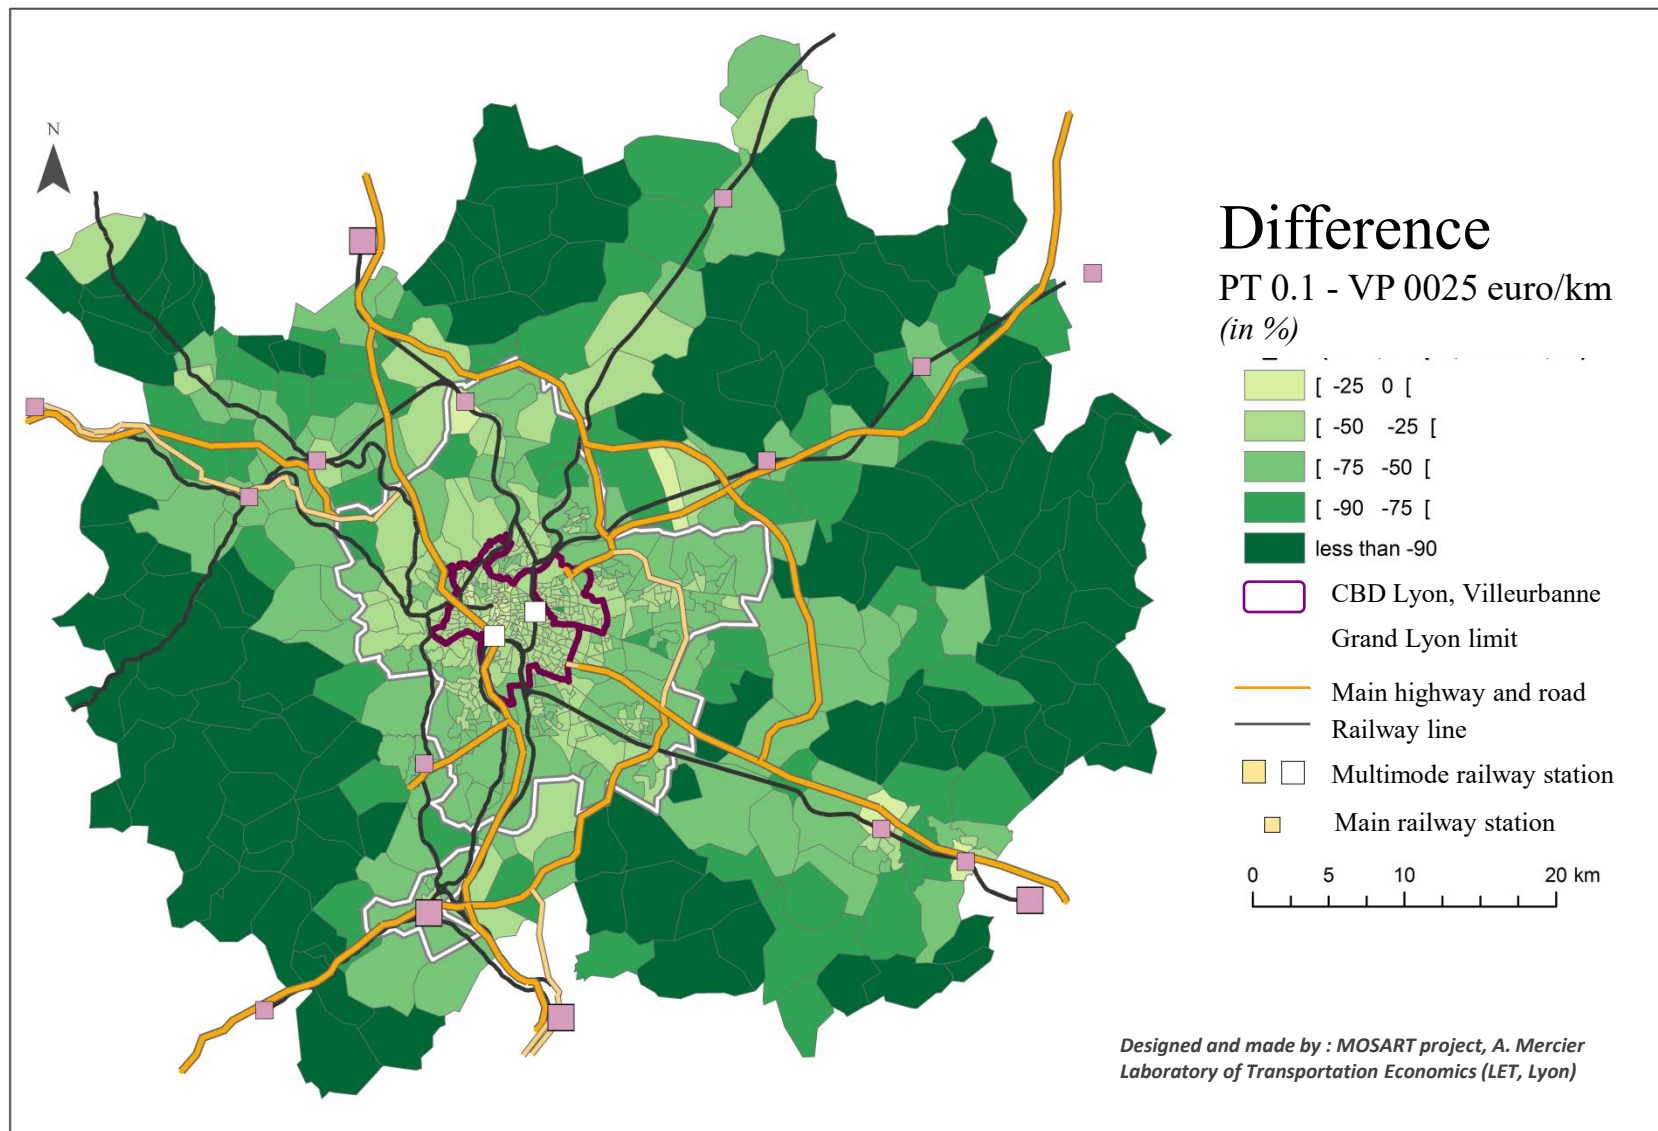 N
Difference
PT 0.1 - VP 0025 euro/km
(in %)
[ -25 0 [
[ -50 -25 [
[ -75 -50 [
[ -90 -75 [
less than -90
CBD Lyon, Villeurbanne
Grand Lyon limit
Main highway and road
Railway line
Multimode railway station
Main railway station
0 5 10 20 km
Designed and made by : MOSART project, A. Mercier
Laboratory of Transportation Economics (LET, Lyon)